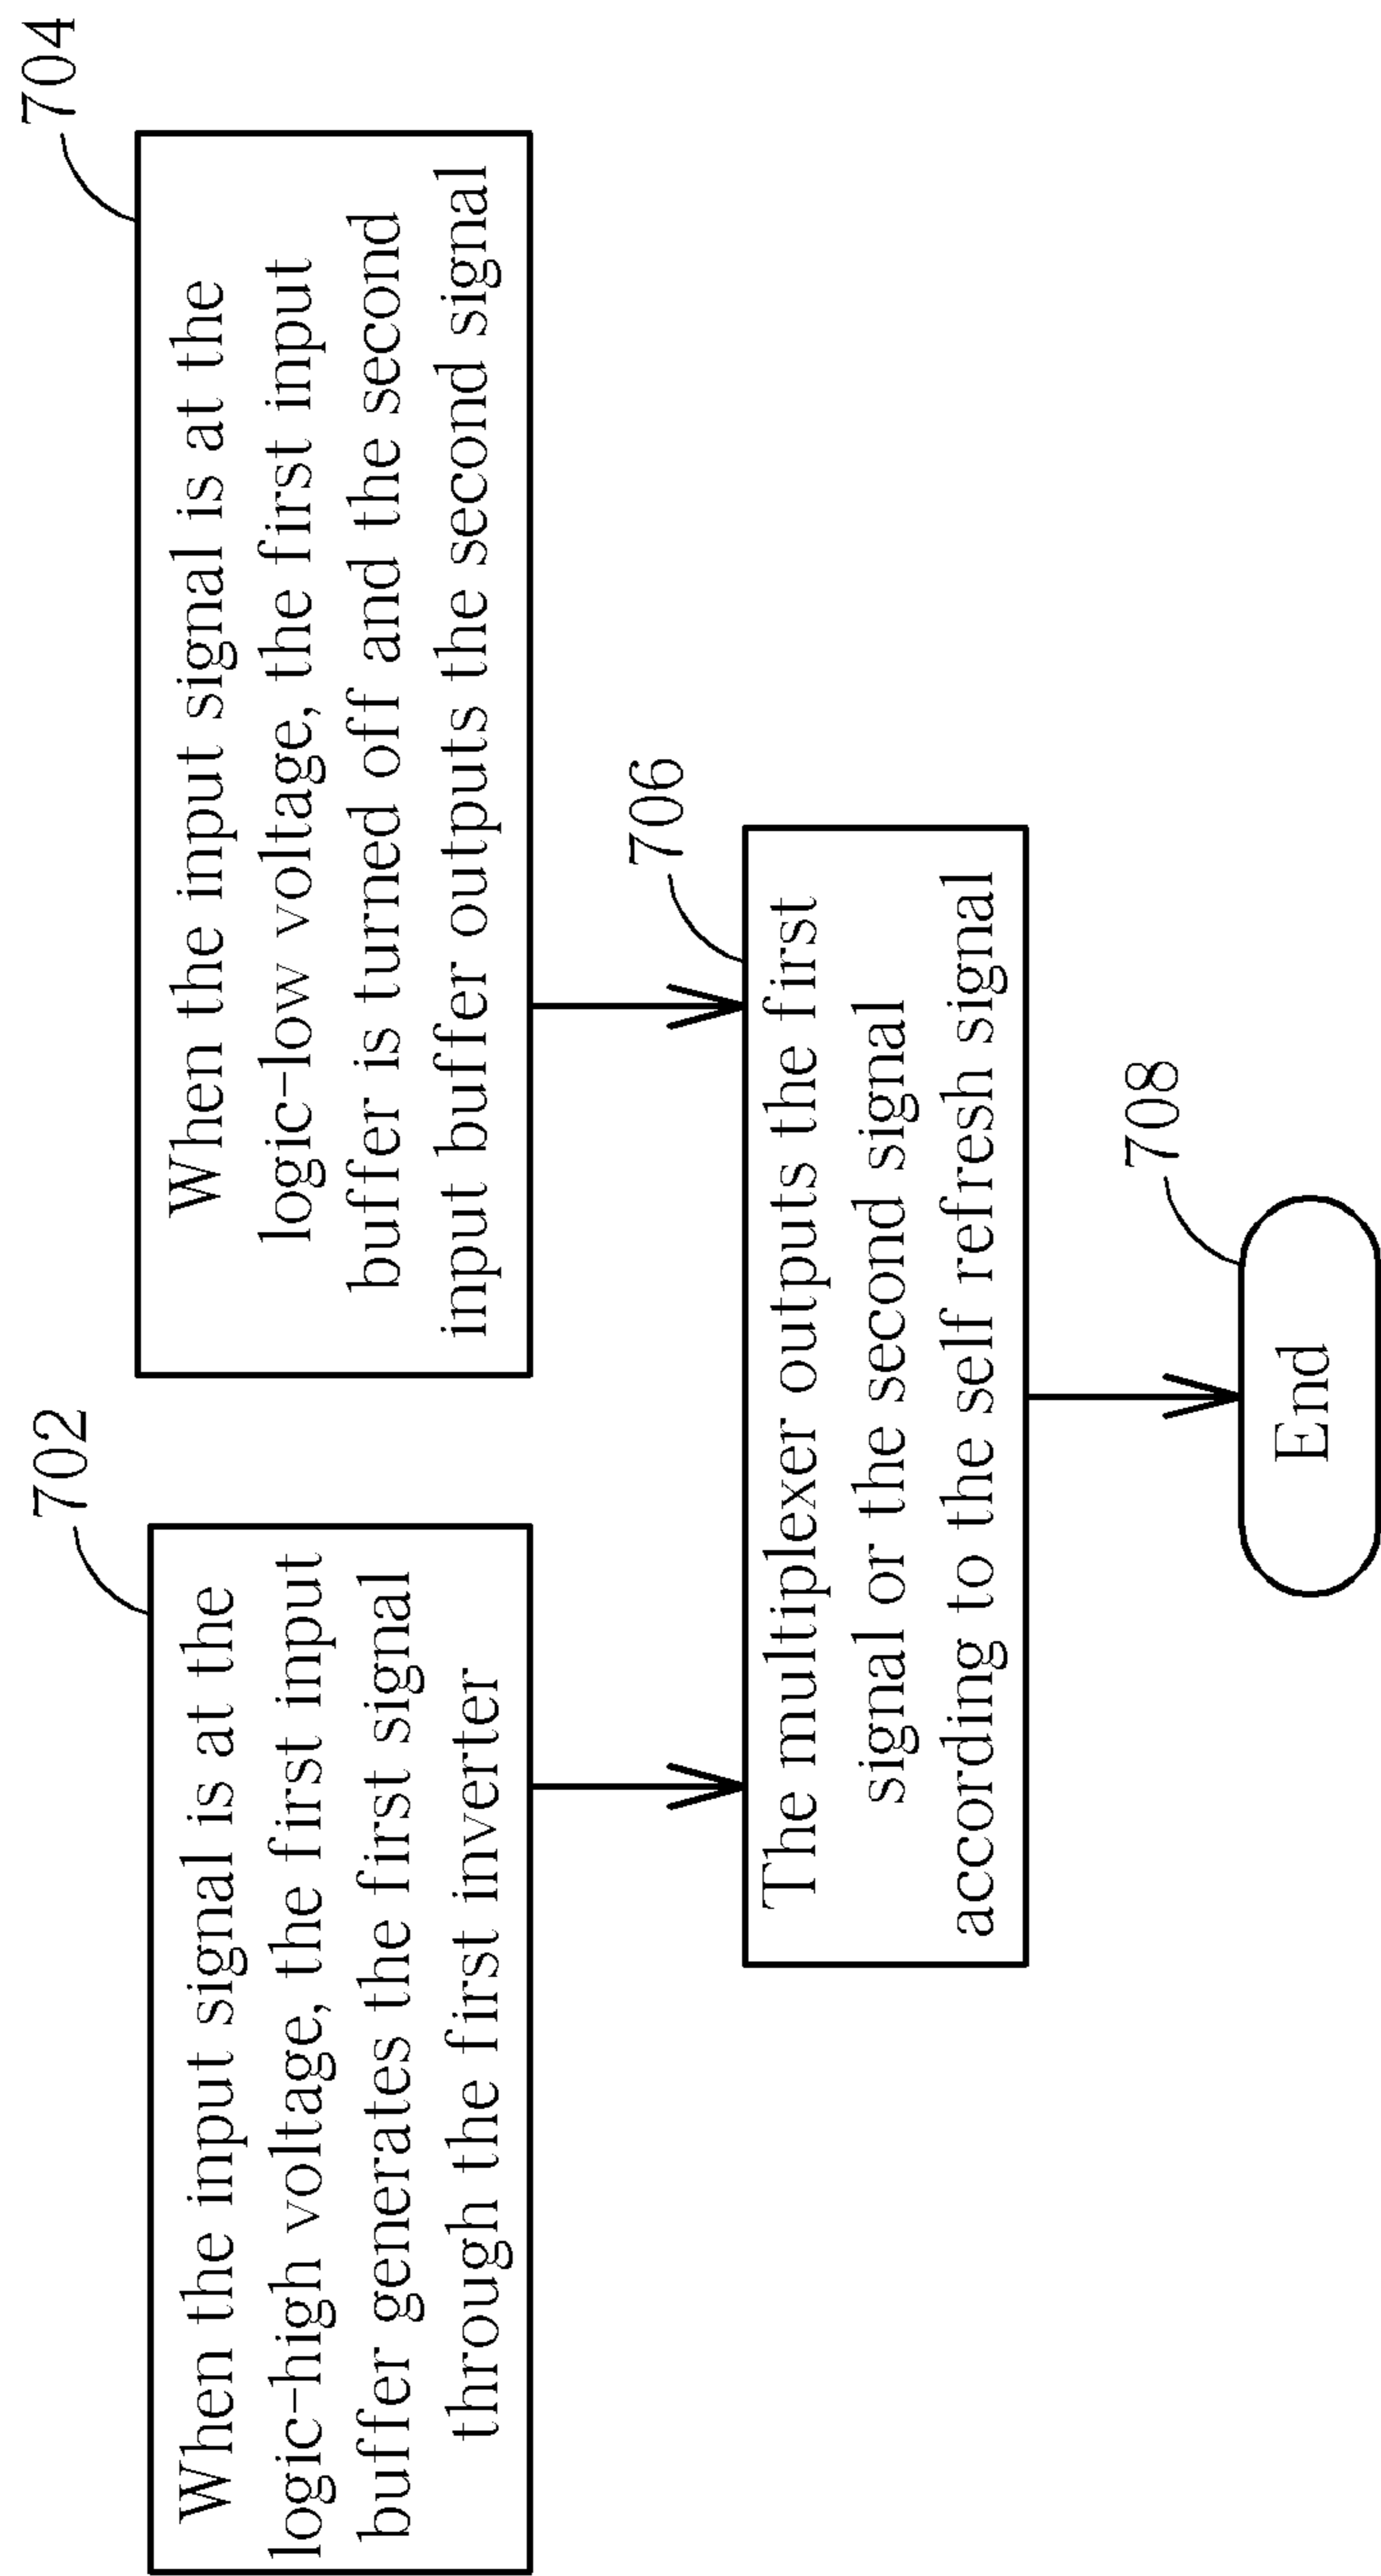 702
When the input signal is at the
logic-high voltage, the first input
buffer generates the first signal
through the first inverter
704
When the input signal is at the
logic-low voltage, the first input
buffer is turned off and the second
input buffer outputs the second signal
706
The multiplexer outputs the first
signal or the second signal
according to the self refresh signal
708
End